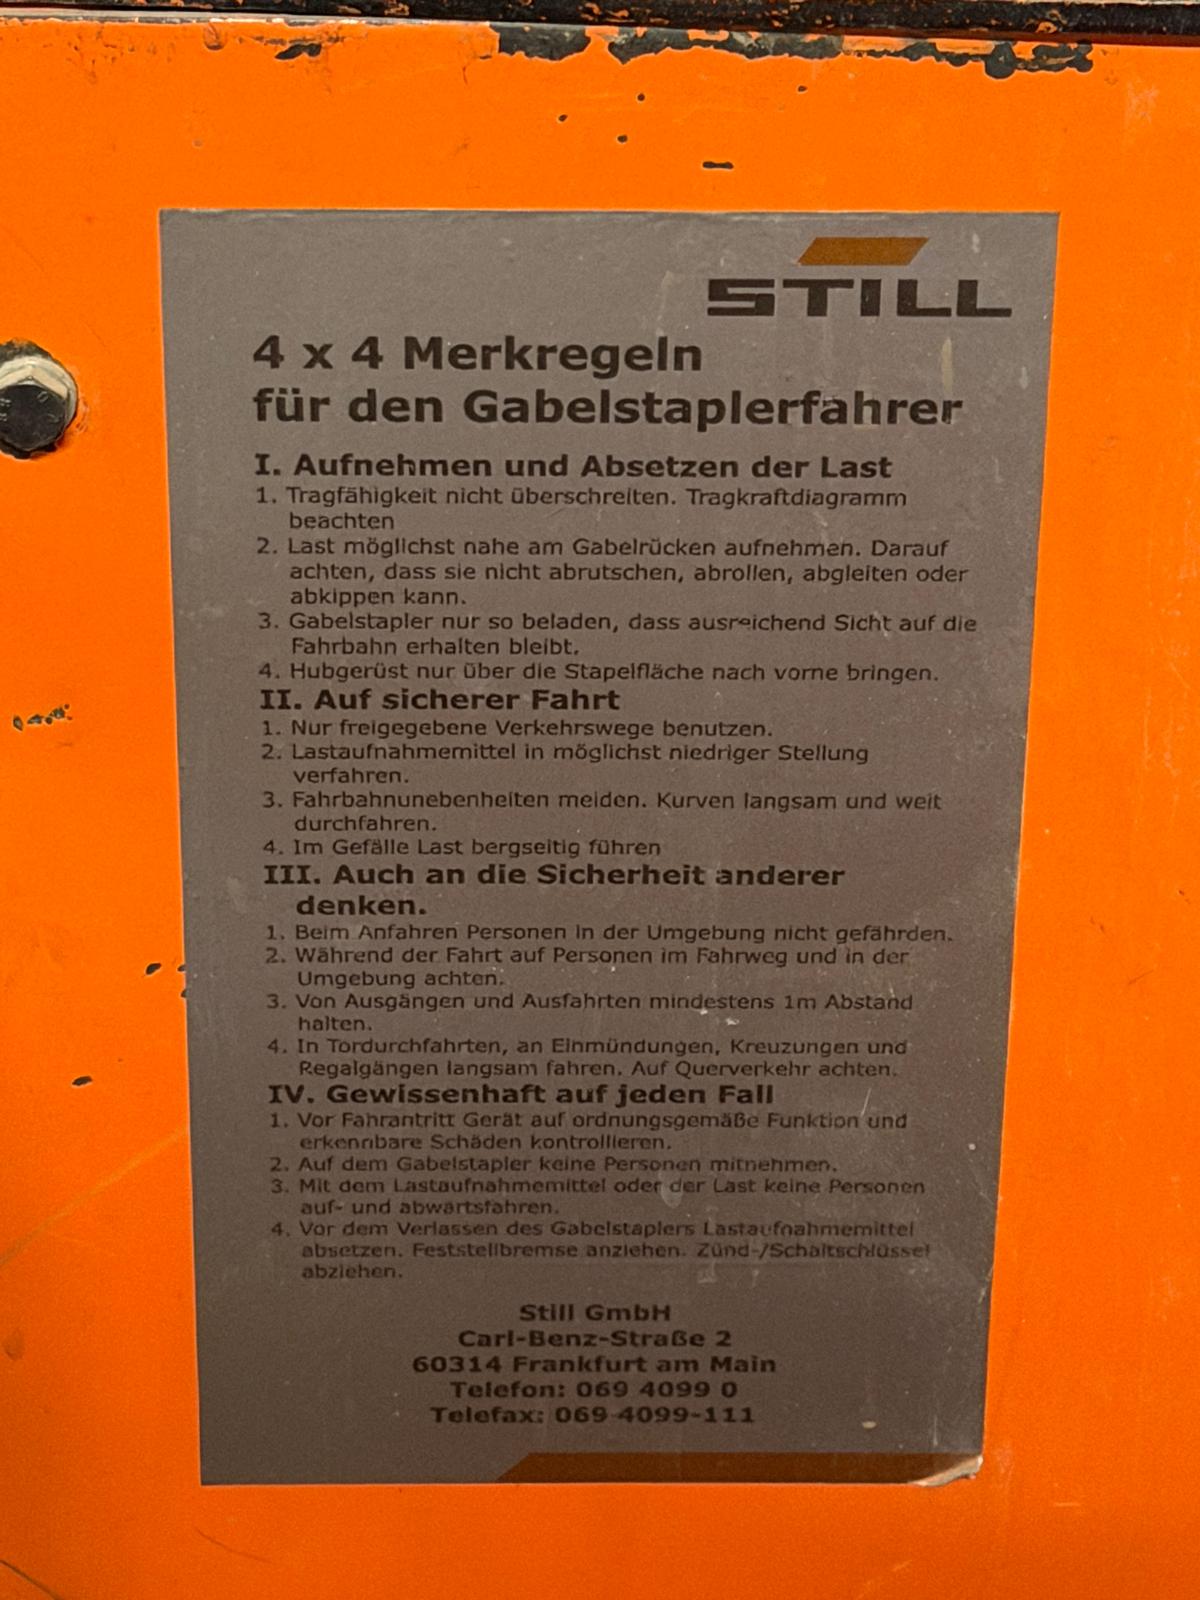 STILL
4 x 4 Merkregeln
für den Gabelstaplerfahrer
I. Aufnehmen und Absetzen der Last
1. Tragfähigkeit nicht überschreiten. Tragkraftdiagramm
beachten
2. Last möglichst nahe am Gabelrücken aufnehmen. Darauf
achten, dass sie nicht abrutschen, abrollen, abgleiten oder
abkippen kann.
3. Gabelstapler nur so beladen, dass ausreichend Sicht auf die
Fahrbahn erhalten bleibt.
4. Hubgerüst nur über die Stapelfläche nach vorne bringen.
II. Auf sicherer Fahrt
1. Nur freigegebene Verkehrswege benutzen.
2. Lastaufnahmemittel in möglichst niedriger Stellung
verfahren.
3. Fahrbahnunebenheiten meiden. Kurven langsam und weit
durchfahren.
4. Im Gefälle Last bergseitig führen
III. Auch an die Sicherheit anderer
denken.
1. Beim Anfahren Personen in der Umgebung nicht gefährden.
2. Während der Fahrt auf Personen im Fahrweg und in der
Umgebung achten.
3. Von Ausgängen und Ausfahrten mindestens 1m Abstand
halten.
4. In Tordurchfahrten, an Einmündungen, Kreuzungen und
Regalgängen langsam fahren. Auf Querverkehr achten.
IV. Gewissenhaft auf jeden Fall
1. Vor Fahrantritt Gerät auf ordnungsgemäße Funktion und
erkennbare Schäden kontrollieren.
2. Auf dem Gabelstapler keine Personen mitnehmen.
3. Mit dem Lastaufnahmemittel oder der Last keine Personen
auf- und abwärtsfahren.
4. Vor dem Verlassen des Gabelstaplers Lastaufnahmemittel
absetzen. Feststellbremse anziehen. Zünd-/Schaltschlüssel
abziehen.
Still GmbH
Carl-Benz-Straße 2
60314 Frankfurt am Main
Telefon: 069 4099 0
Telefax: 069 4099-111